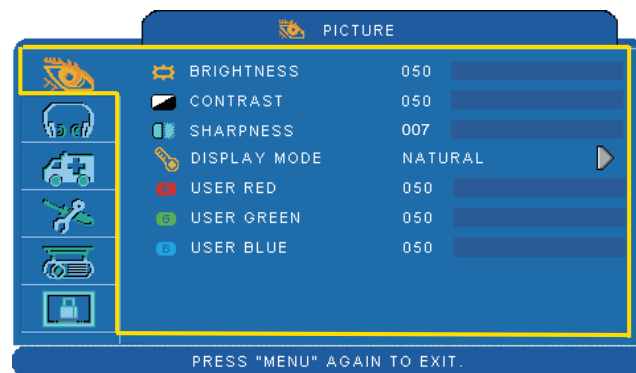 PICTURE
BRIGHTNESS 050
CONTRAST 050
SHARPNESS 007
DISPLAY MODE NATURAL
R USER RED 050
G USER GREEN 050
B USER BLUE 050
PRESS "MENU" AGAIN TO EXIT.